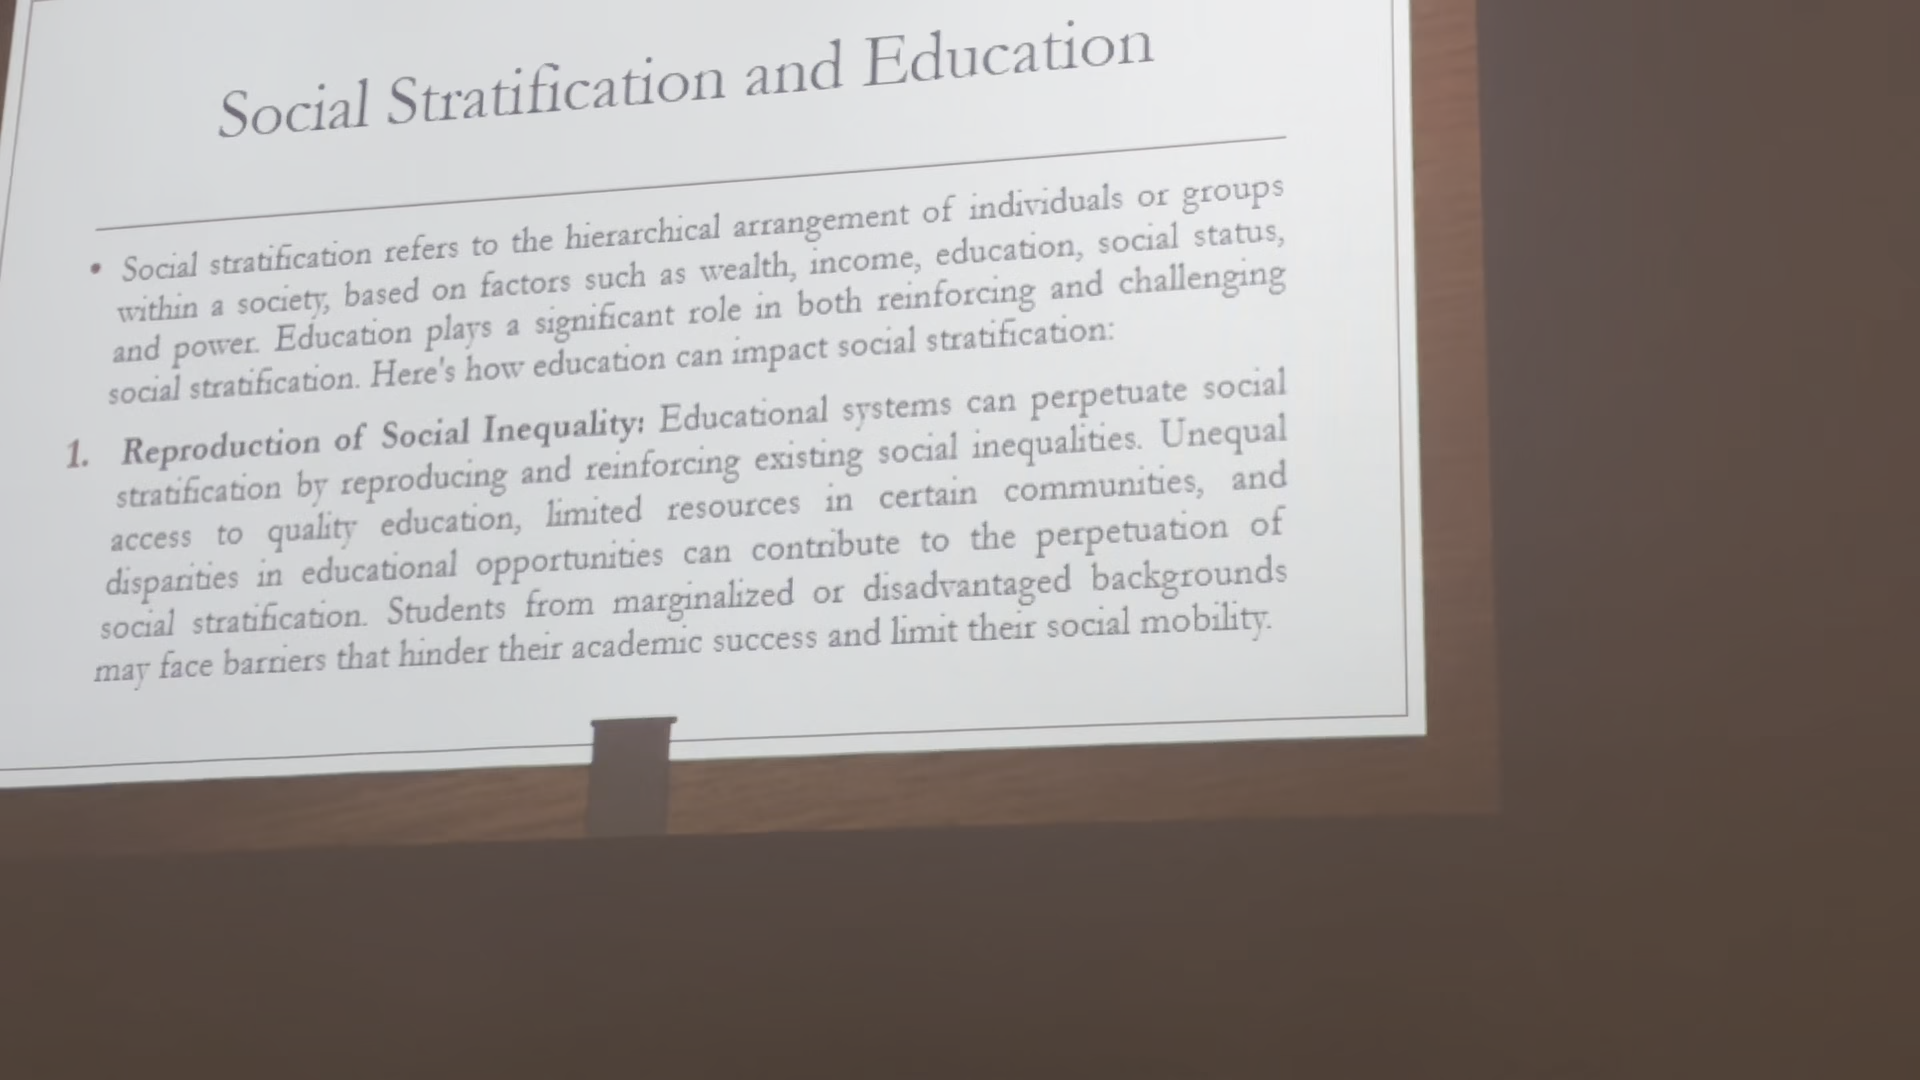 Social Stratification and Education
• Social stratification refers to the hierarchical arrangement of individuals or groups
within a society, based on factors such as wealth, income, education, social status,
and power. Education plays a significant role in both reinforcing and challenging
social stratification. Here's how education can impact social stratification:
1. Reproduction of Social Inequality: Educational systems can perpetuate social
stratification by reproducing and reinforcing existing social inequalities. Unequal
access to quality education, limited resources in certain communities, and
disparities in educational opportunities can contribute to the perpetuation of
social stratification. Students from marginalized or disadvantaged backgrounds
may face barriers that hinder their academic success and limit their social mobility.